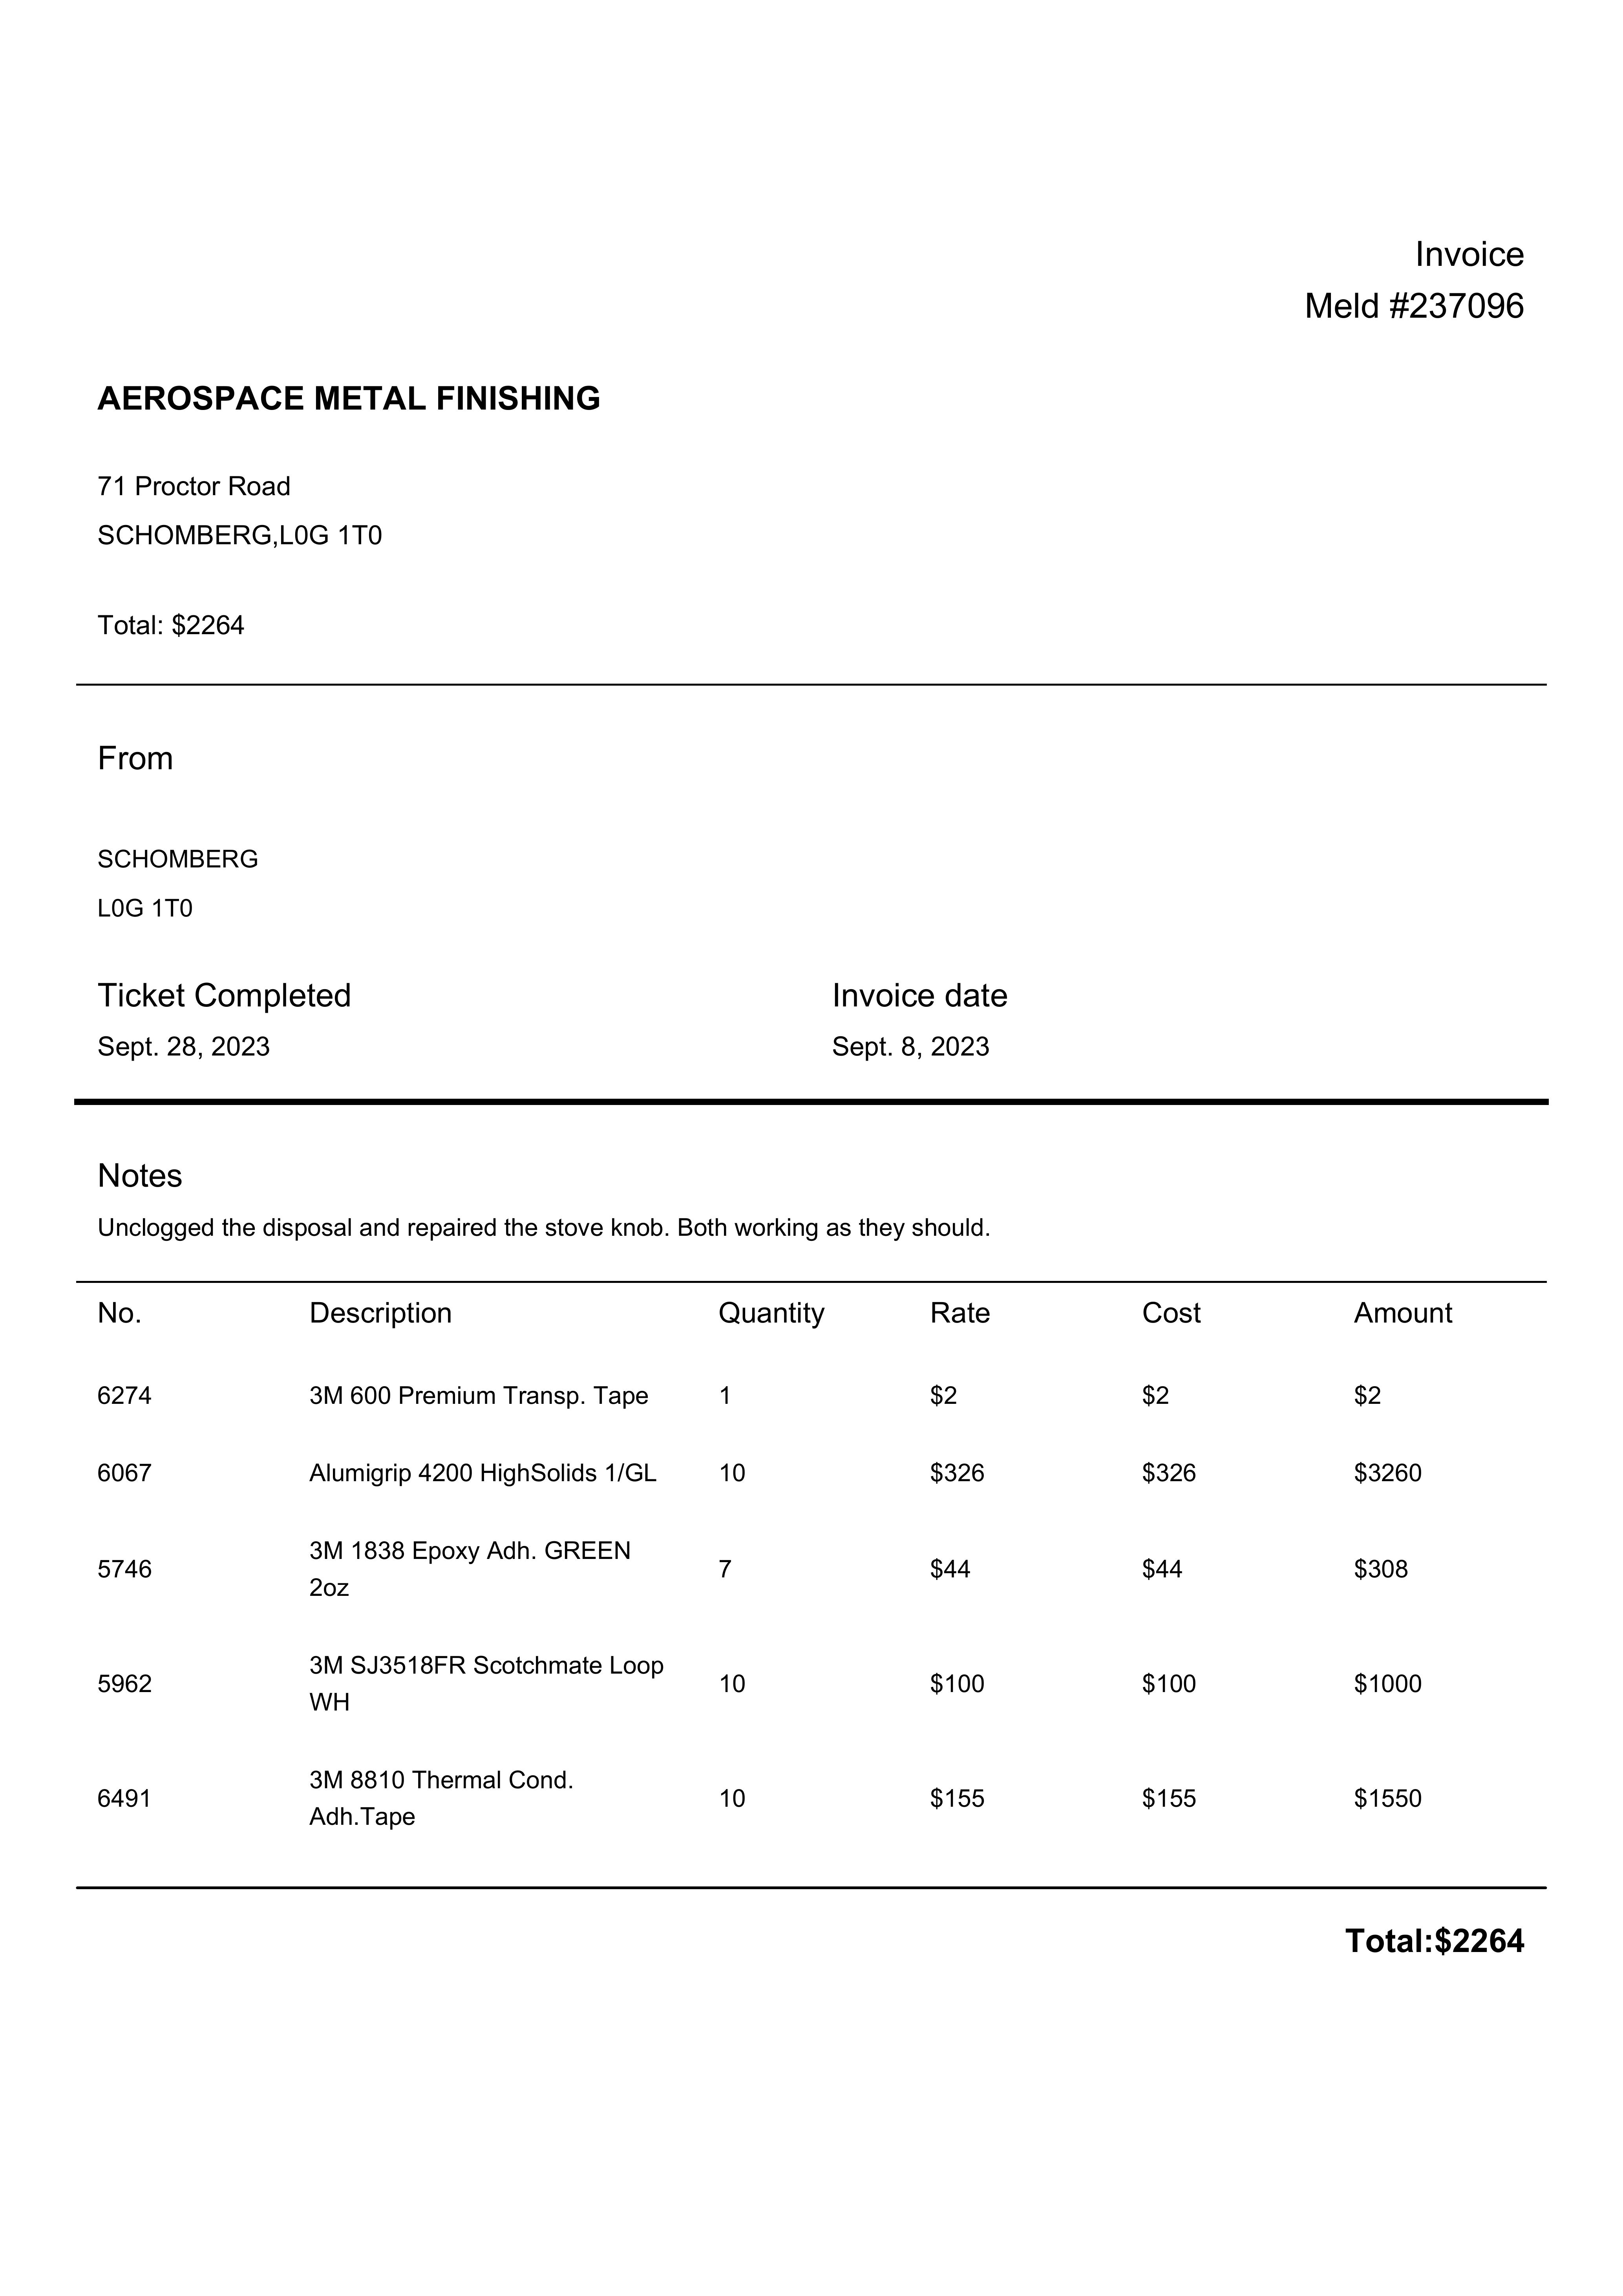 Invoice
Meld #237096
AEROSPACE METAL FINISHING
71 Proctor Road
SCHOMBERG,L0G 1T0
Total: $2264
From
SCHOMBERG
L0G 1T0
Ticket Completed Invoice date
Sept. 28, 2023 Sept. 8, 2023
Notes
Unclogged the disposal and repaired the stove knob. Both working as they should.
No. Description Quantity Rate Cost Amount
6274 3M 600 Premium Transp. Tape 1 $2 $2 $2
6067 Alumigrip 4200 HighSolids 1/GL 10 $326 $326 $3260
3M 1838 Epoxy Adh. GREEN
5746 7 $44 $44 $308
2oz
3M SJ3518FR Scotchmate Loop
5962 10 $100 $100 $1000
WH
3M 8810 Thermal Cond.
6491 10 $155 $155 $1550
Adh.Tape
Total:$2264